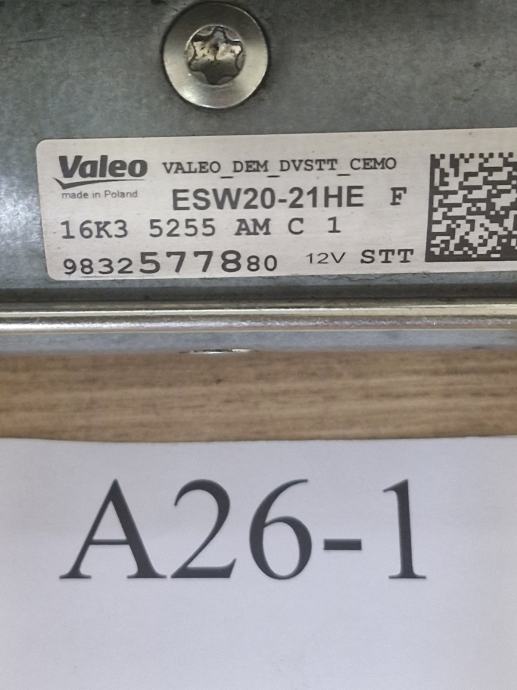 Valeo VALEO_DEM_DVSTT_CEMO
made in Poland ESW20-21HE F
16K3 5255 AM C 1
9832577880 12V STT
A26-1